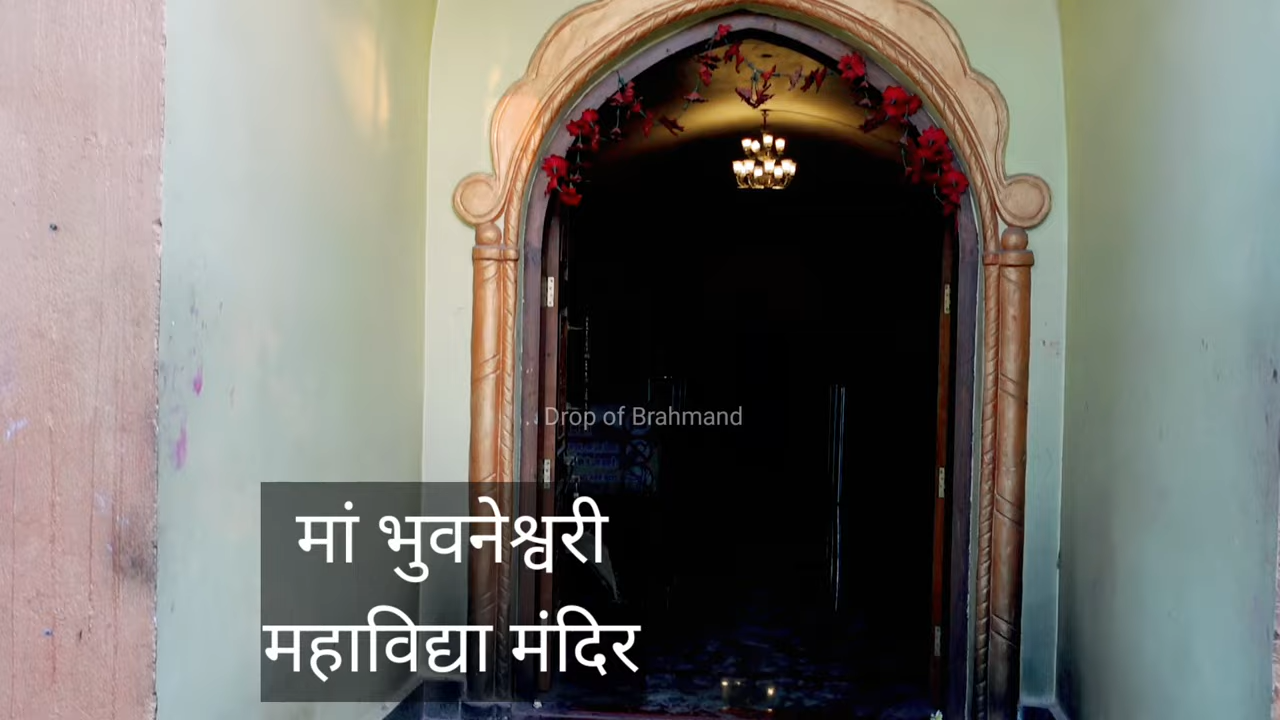 Drop of Brahmand
मां भुवनेश्वरी
महाविद्या मंदिर